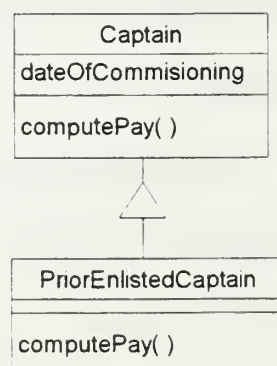 Captain
dateOfCommisioning
computePay( )
PriorEnlistedCaptain
computePay( )